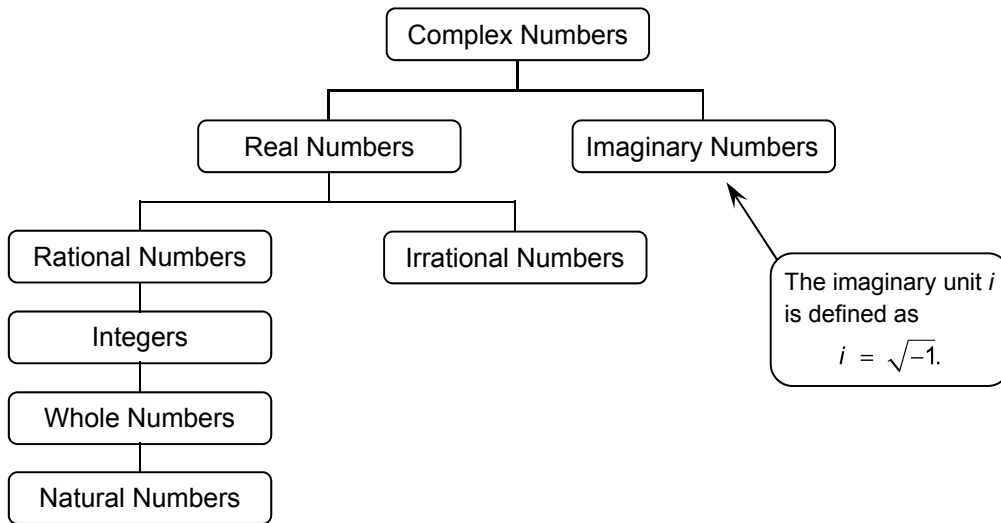 Complex Numbers
Real Numbers
Imaginary Numbers
Rational Numbers
Irrational Numbers
The imaginary unit i
is defined as
i = √−1.
Integers
Whole Numbers
Natural Numbers